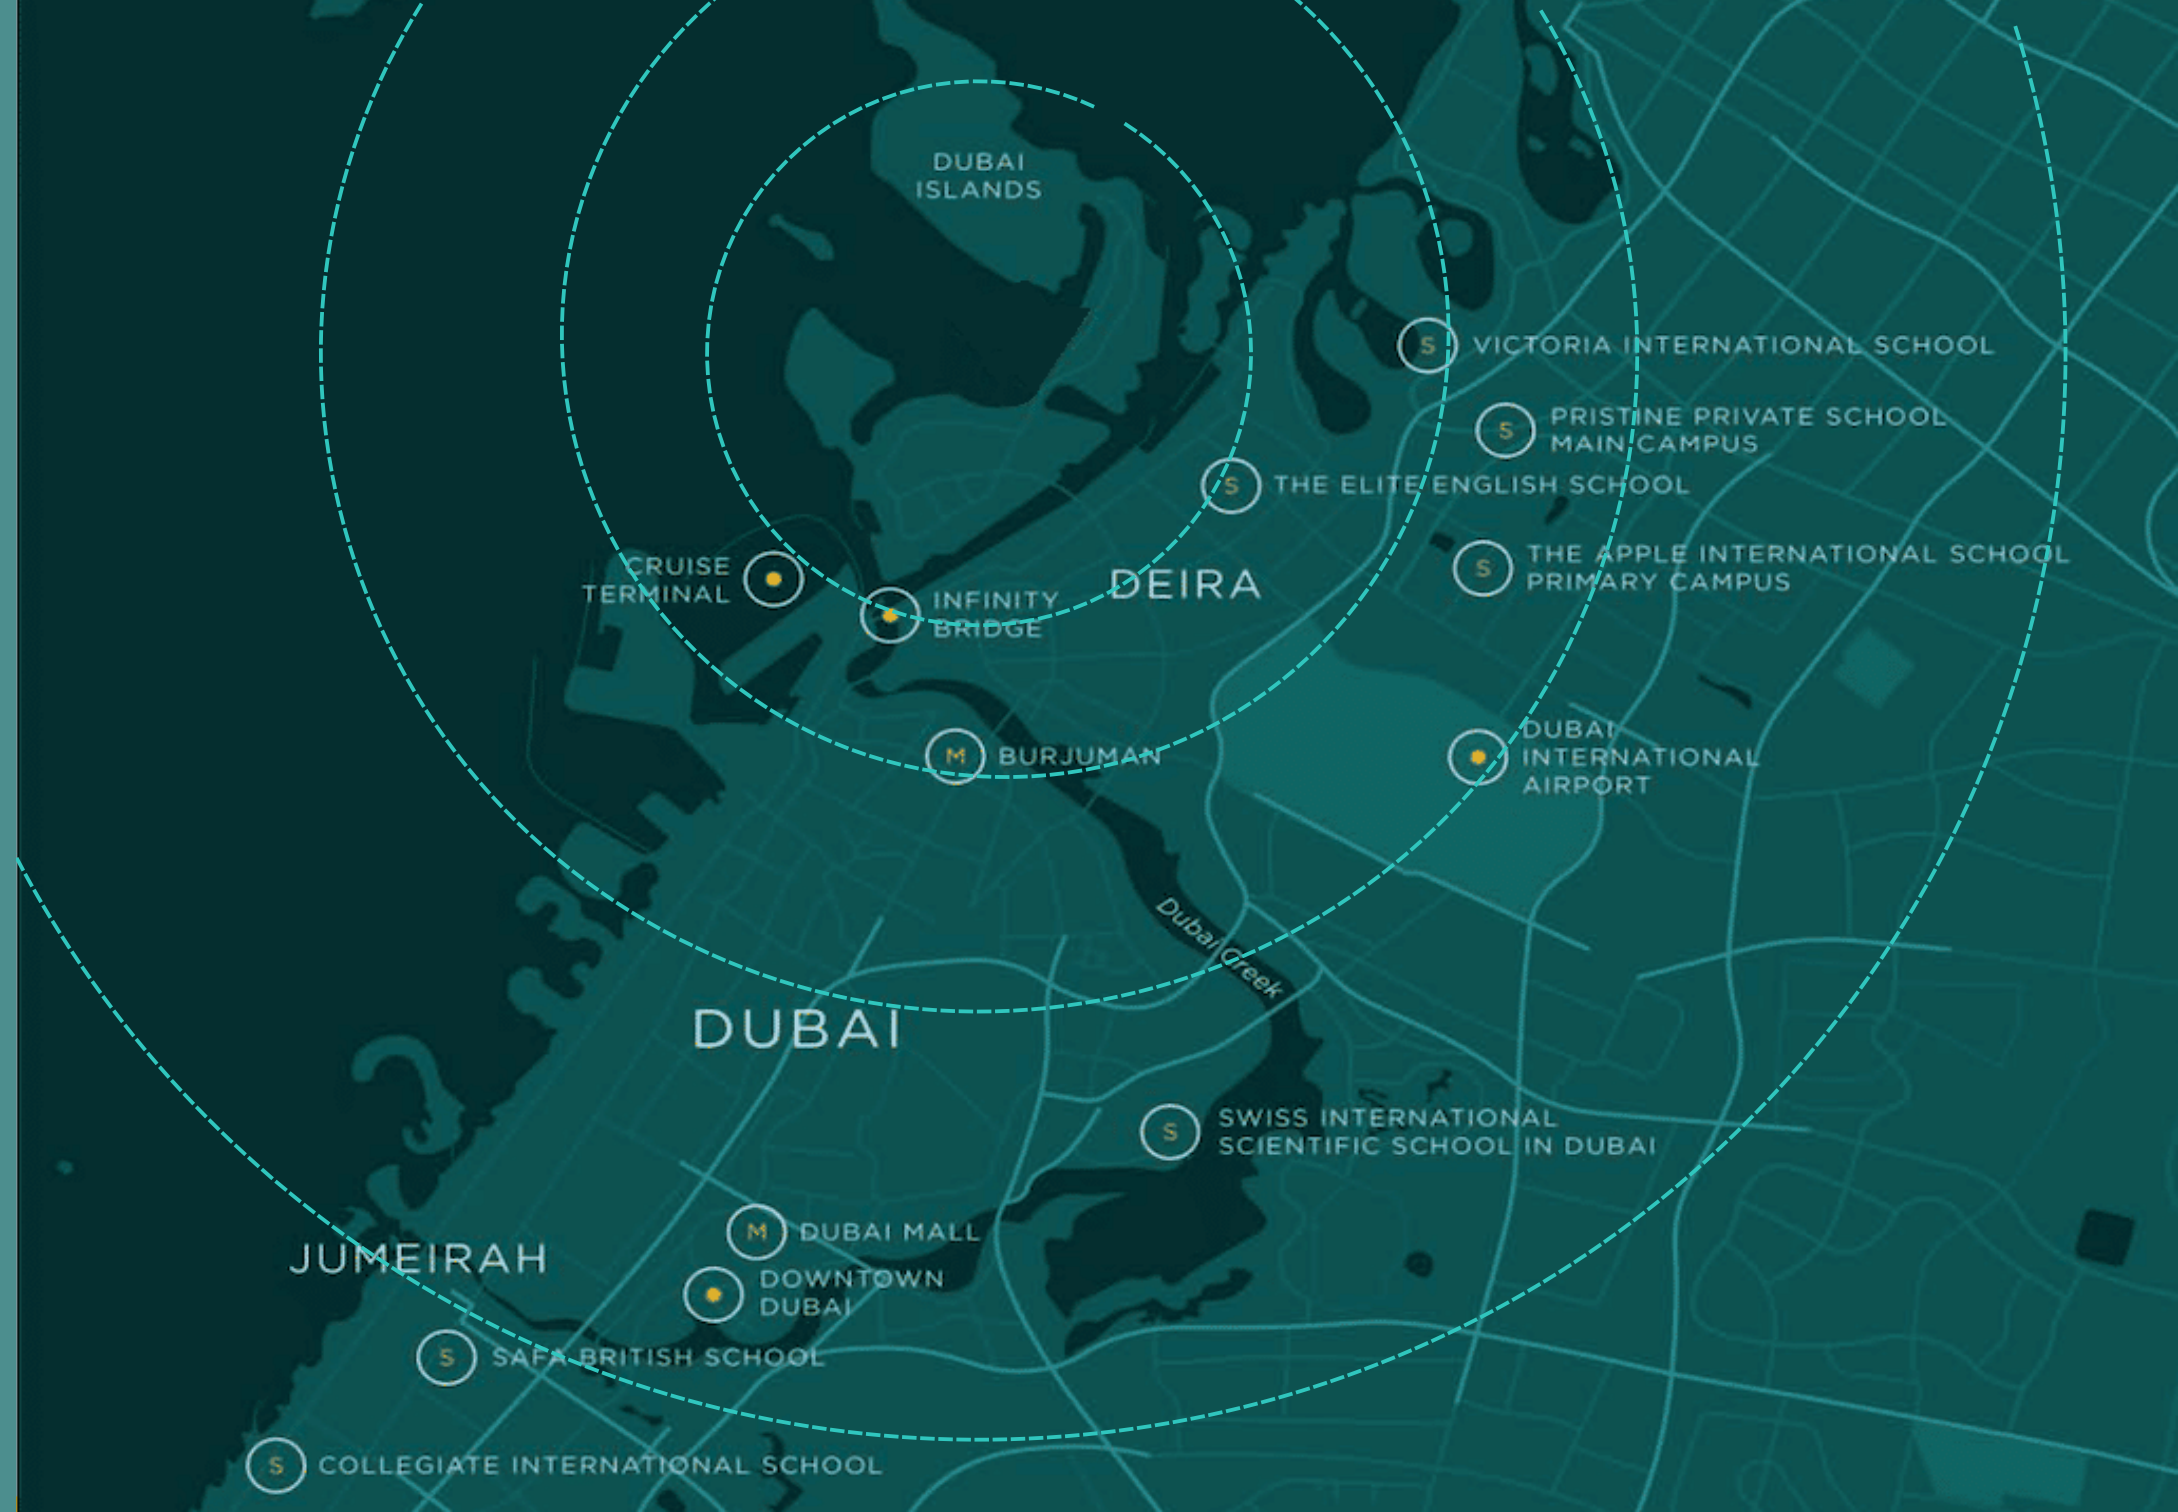 DUBAI
ISLANDS
S
VICTORIA INTERNATIONAL SCHOOL
S
PRISTINE PRIVATE SCHOOL
MAIN CAMPUS
S
THE ELITE ENGLISH SCHOOL
S
THE APPLE INTERNATIONAL SCHOOL
PRIMARY CAMPUS
CRUISE
TERMINAL
DEIRA
INFINITY
BRIDGE
M
BURJUMAN
DUBAI
INTERNATIONAL
AIRPORT
Dubai Creek
DUBAI
S
SWISS INTERNATIONAL
SCIENTIFIC SCHOOL IN DUBAI
M
DUBAI MALL
JUMEIRAH
DOWNTOWN
DUBAI
S
SAFA BRITISH SCHOOL
S
COLLEGIATE INTERNATIONAL SCHOOL